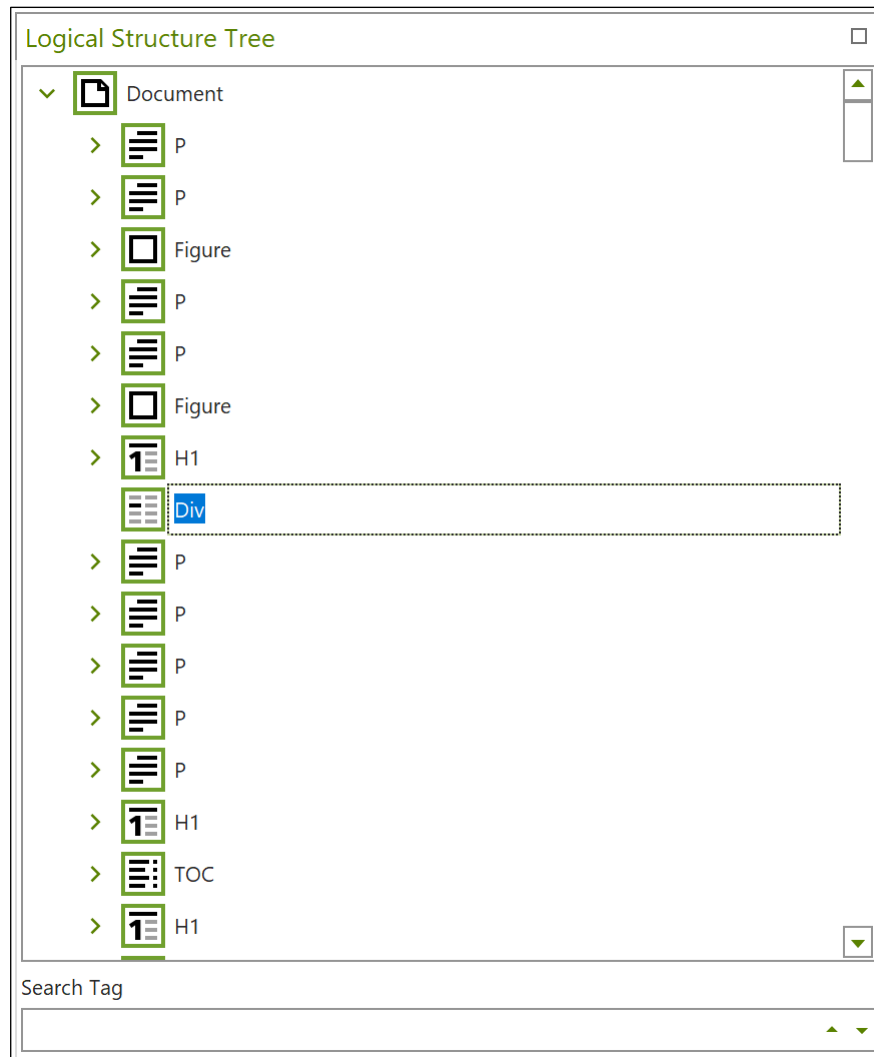 Logical Structure Tree
Document
P
P
Figure
P
P
Figure
H1
Div
P
P
P
P
P
H1
TOC
H1
Search Tag